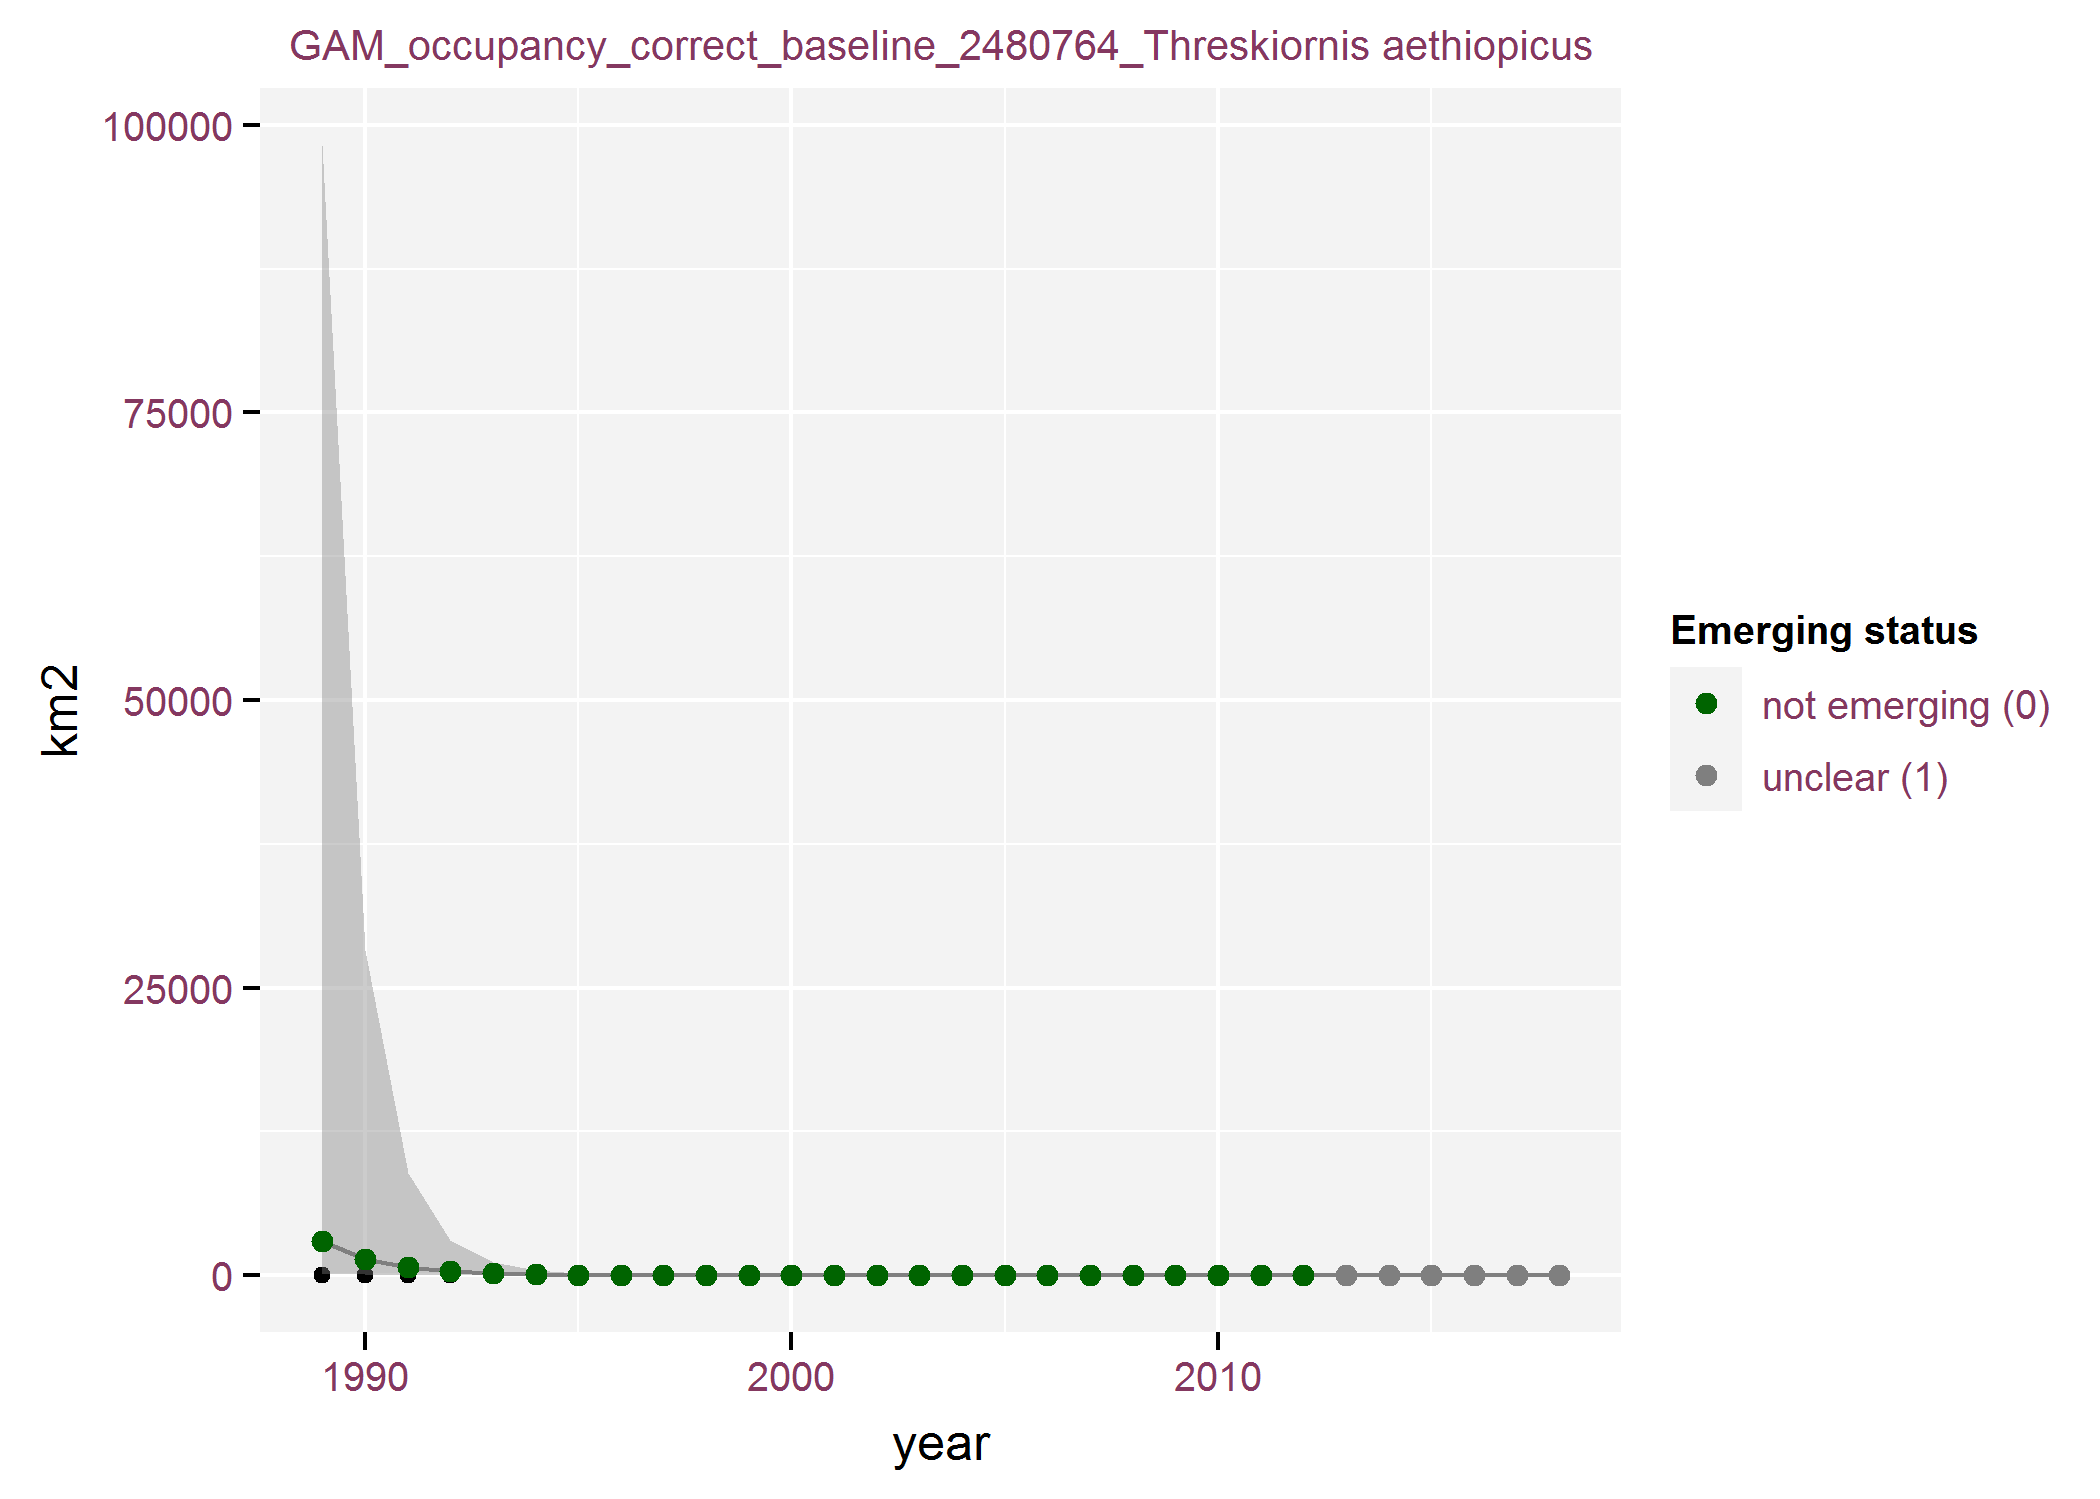 GAM_occupancy_correct_baseline_2480764_Threskiornis aethiopicus
100000
75000
50000
25000
0
km2
1990
2000
2010
year
Emerging status
not emerging (0)
unclear (1)